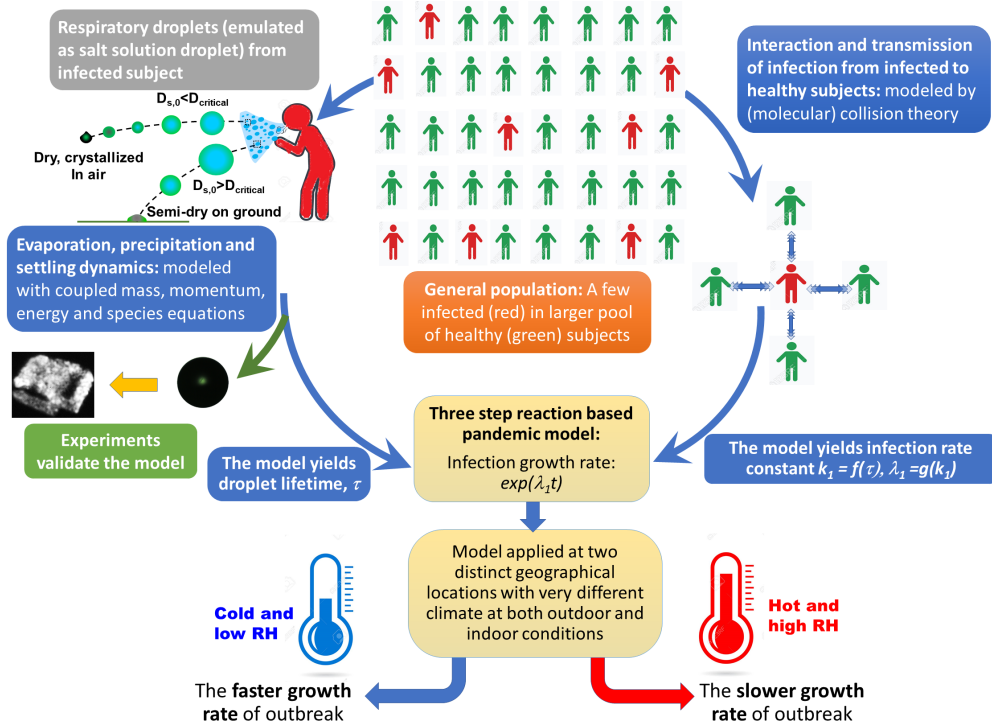 Respiratory droplets (emulated
as salt solution droplet) from
infected subject
D_s,0<D_critical
Dry, crystallized
In air
D_s,0>D_critical
Semi-dry on ground
Evaporation, precipitation and
settling dynamics: modeled
with coupled mass, momentum,
energy and species equations
Experiments
validate the model
The model yields
droplet lifetime, τ
General population: A few
infected (red) in larger pool
of healthy (green) subjects
Interaction and transmission
of infection from infected to
healthy subjects: modeled by
(molecular) collision theory
The model yields infection rate
constant k₁ = f(τ), λ₁ =g(k₁)
Three step reaction based
pandemic model:
Infection growth rate:
exp(λ₁t)
Model applied at two
distinct geographical
locations with very different
climate at both outdoor and
indoor conditions
Cold and
low RH
Hot and
high RH
The faster growth
rate of outbreak
The slower growth
rate of outbreak